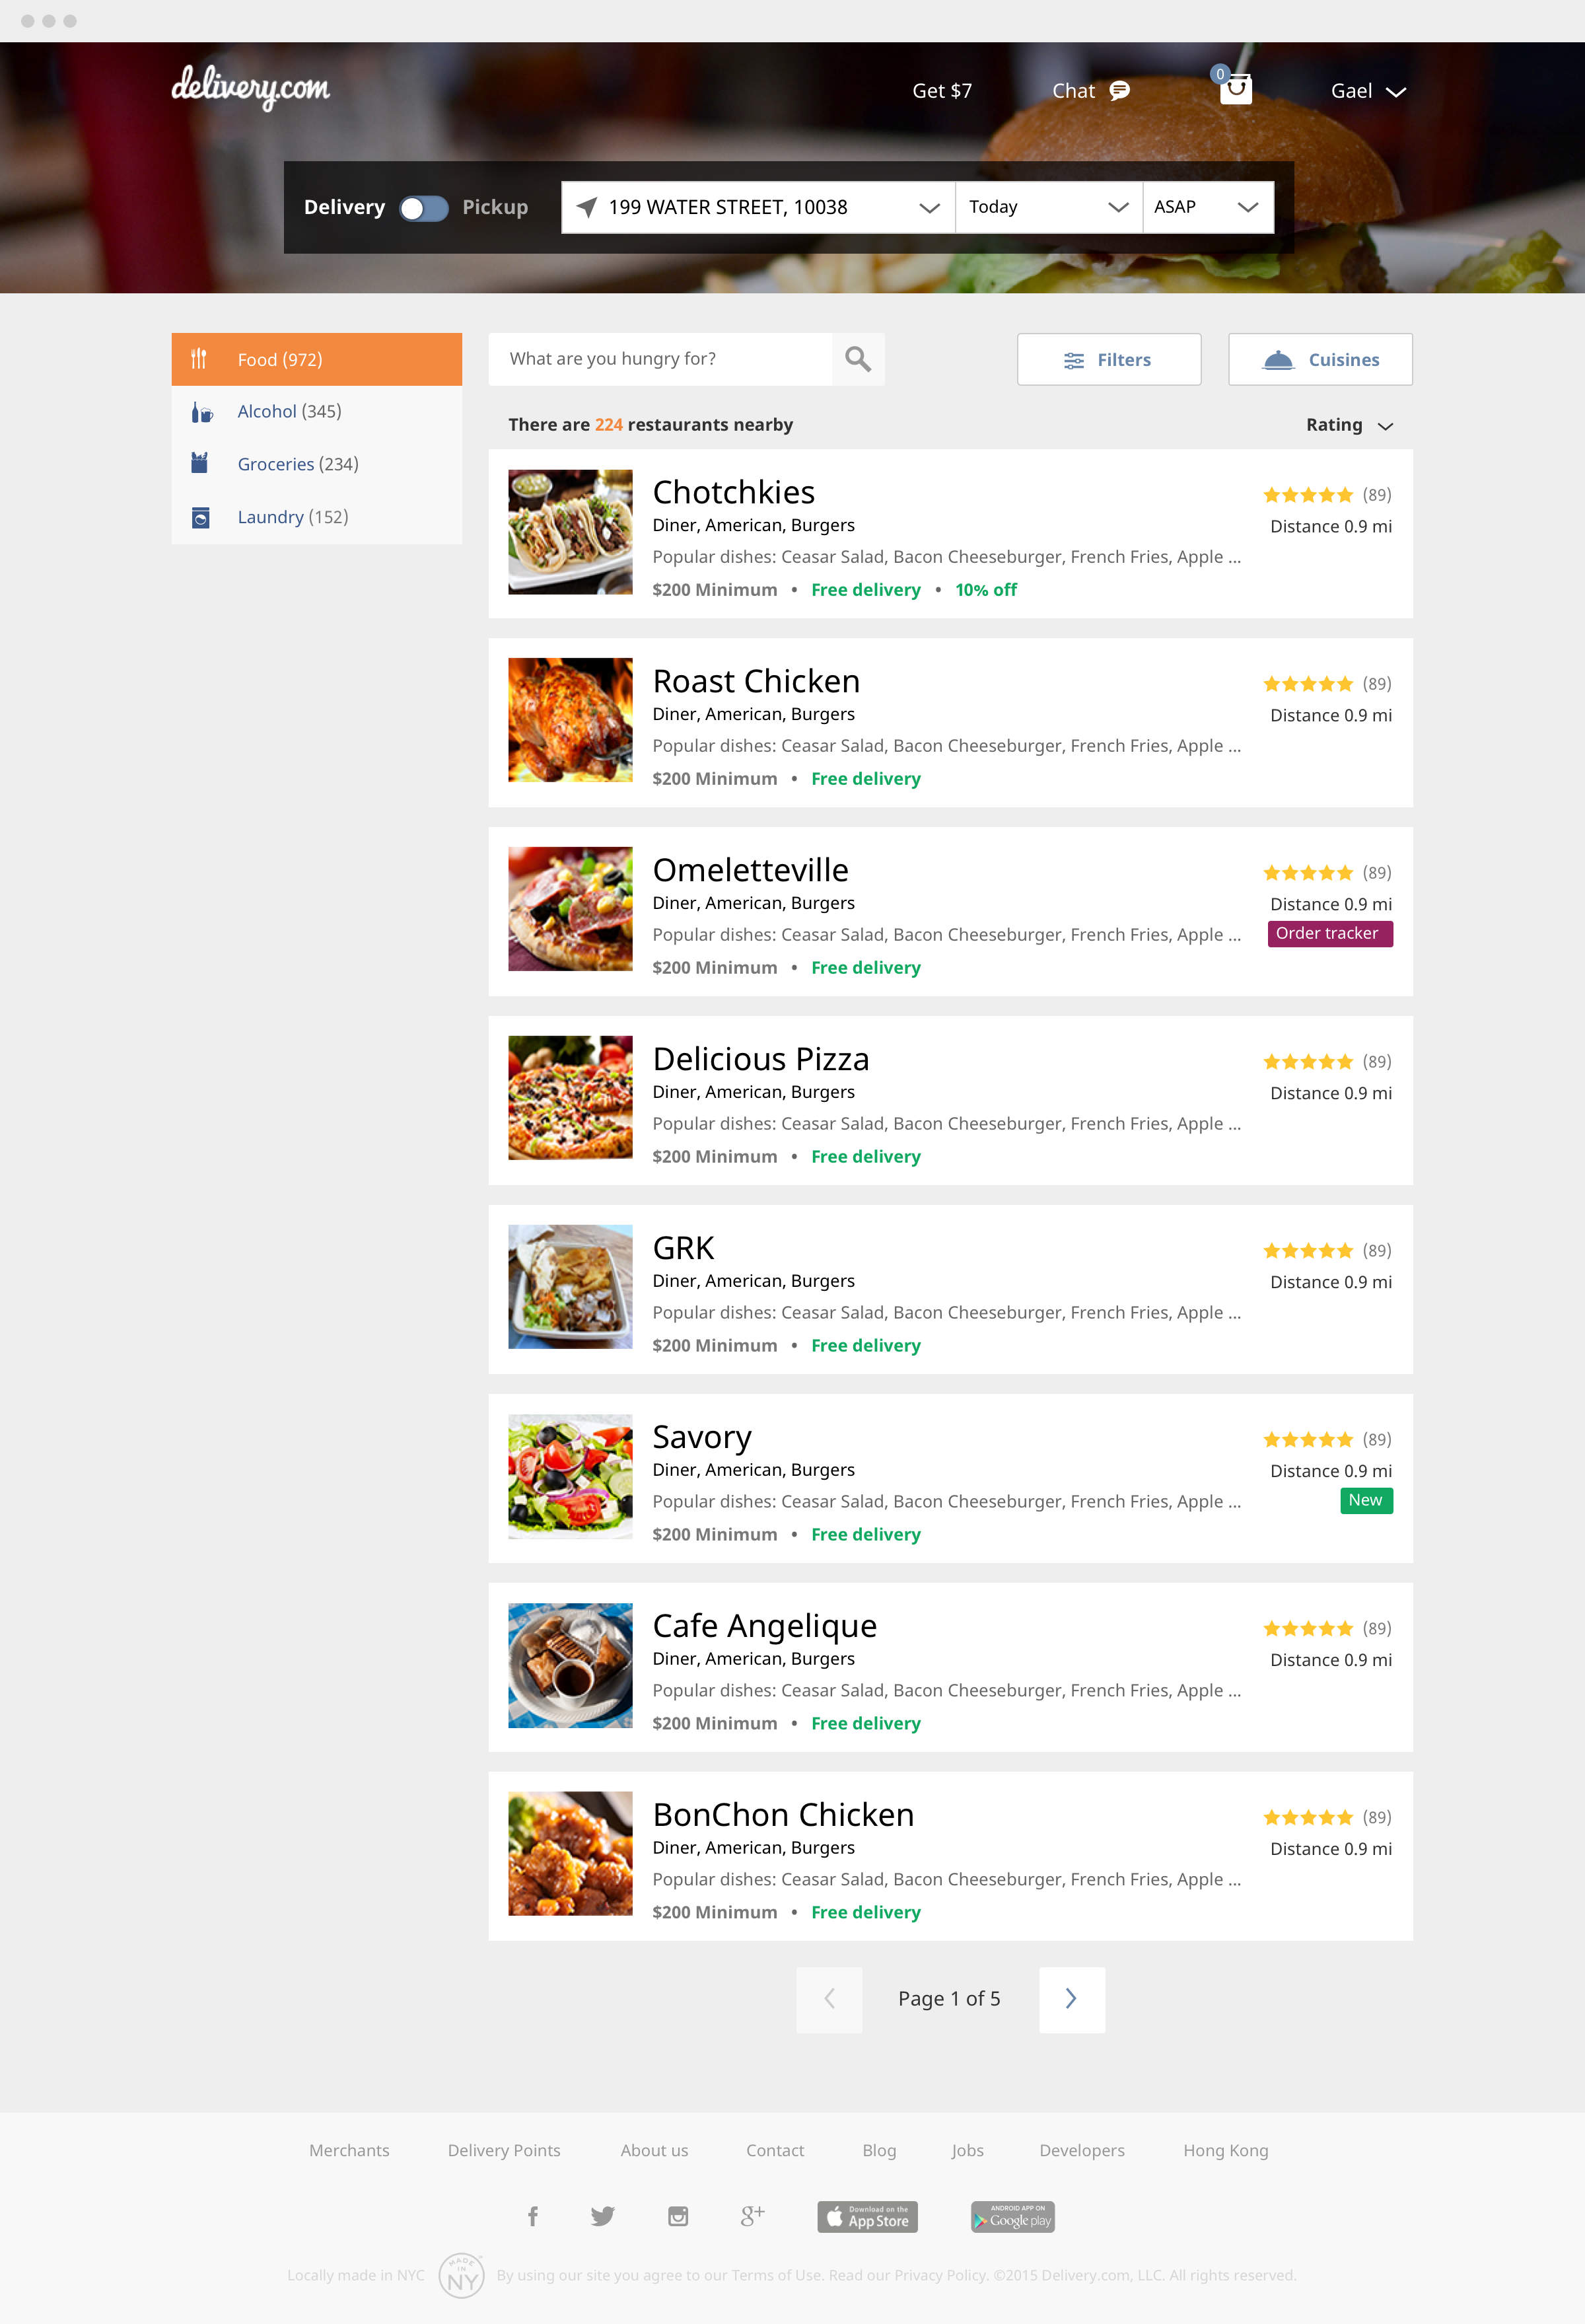 delivery.com
Get $7
Chat
0
Gael
Delivery
Pickup
199 WATER STREET, 10038
Today
ASAP
Food (972)
Alcohol (345)
Groceries (234)
Laundry (152)
What are you hungry for?
Filters
Cuisines
There are 224 restaurants nearby
Rating
Chotchkies
(89)
Diner, American, Burgers
Distance 0.9 mi
Popular dishes: Ceasar Salad, Bacon Cheeseburger, French Fries, Apple ...
$200 Minimum • Free delivery • 10% off
Roast Chicken
(89)
Diner, American, Burgers
Distance 0.9 mi
Popular dishes: Ceasar Salad, Bacon Cheeseburger, French Fries, Apple ...
$200 Minimum • Free delivery
Omeletteville
(89)
Diner, American, Burgers
Distance 0.9 mi
Popular dishes: Ceasar Salad, Bacon Cheeseburger, French Fries, Apple ...
Order tracker
$200 Minimum • Free delivery
Delicious Pizza
(89)
Diner, American, Burgers
Distance 0.9 mi
Popular dishes: Ceasar Salad, Bacon Cheeseburger, French Fries, Apple ...
$200 Minimum • Free delivery
GRK
(89)
Diner, American, Burgers
Distance 0.9 mi
Popular dishes: Ceasar Salad, Bacon Cheeseburger, French Fries, Apple ...
$200 Minimum • Free delivery
Savory
(89)
Diner, American, Burgers
Distance 0.9 mi
Popular dishes: Ceasar Salad, Bacon Cheeseburger, French Fries, Apple ...
New
$200 Minimum • Free delivery
Cafe Angelique
(89)
Diner, American, Burgers
Distance 0.9 mi
Popular dishes: Ceasar Salad, Bacon Cheeseburger, French Fries, Apple ...
$200 Minimum • Free delivery
BonChon Chicken
(89)
Diner, American, Burgers
Distance 0.9 mi
Popular dishes: Ceasar Salad, Bacon Cheeseburger, French Fries, Apple ...
$200 Minimum • Free delivery
Page 1 of 5
Merchants
Delivery Points
About us
Contact
Blog
Jobs
Developers
Hong Kong
f
g+
Download on the
App Store
ANDROID APP ON
Google play
Locally made in NYC
MADE
IN
NY
By using our site you agree to our Terms of Use. Read our Privacy Policy. ©2015 Delivery.com, LLC. All rights reserved.